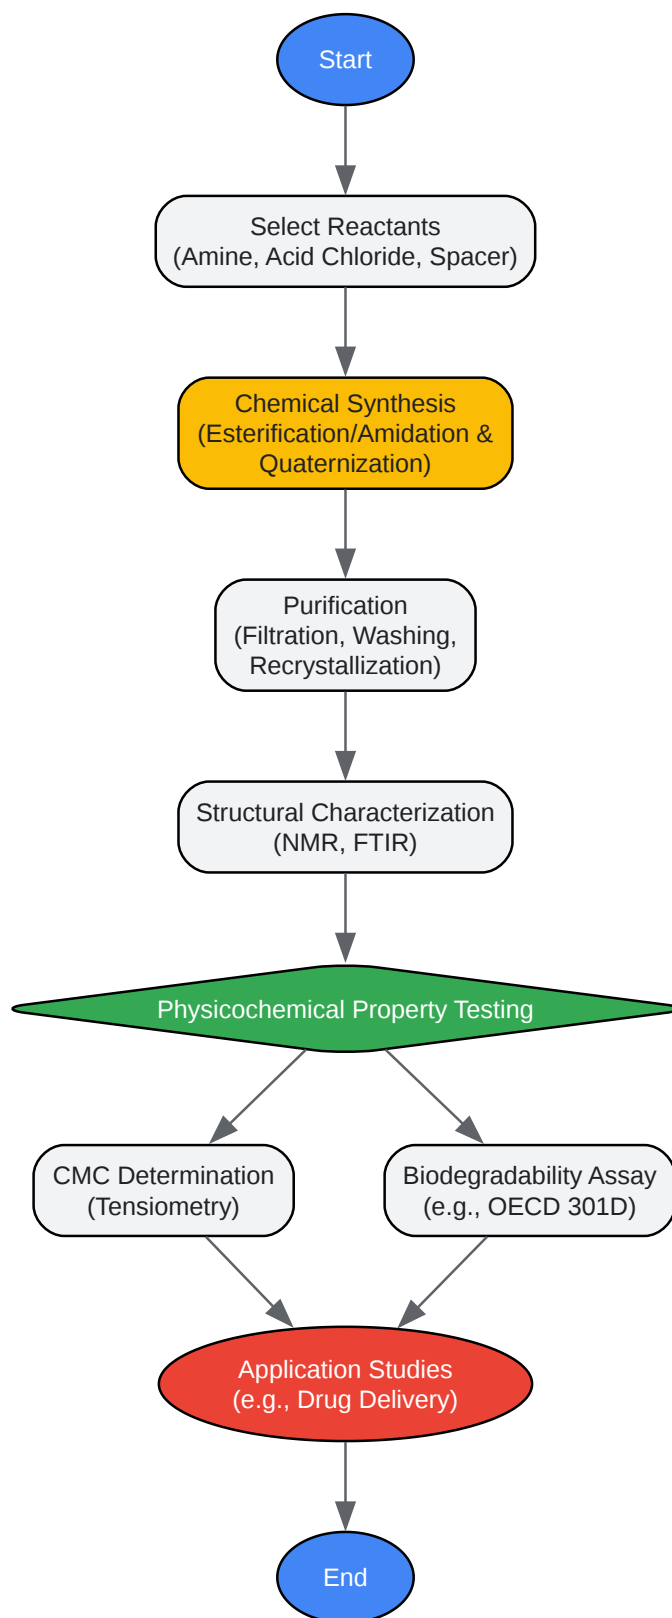 Start
Select Reactants
(Amine, Acid Chloride, Spacer)
Chemical Synthesis
(Esterification/Amidation &
Quaternization)
Purification
(Filtration, Washing,
Recrystallization)
Structural Characterization
(NMR, FTIR)
Physicochemical Property Testing
CMC Determination
(Tensiometry)
Biodegradability Assay
(e.g., OECD 301D)
Application Studies
(e.g., Drug Delivery)
End